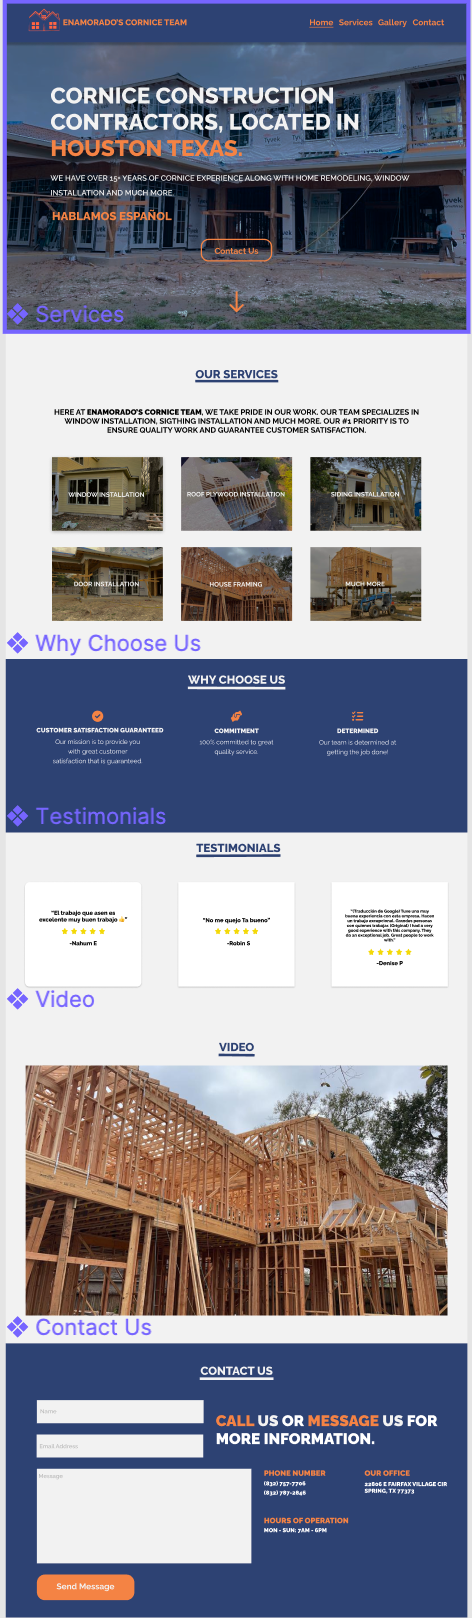 ENAMORADO'S CORNICE TEAM
Home Services Gallery Contact
CORNICE CONSTRUCTION
CONTRACTORS, LOCATED IN
HOUSTON TEXAS.
WE HAVE OVER 15+ YEARS OF CORNICE EXPERIENCE ALONG WITH HOME REMODELING, WINDOW
INSTALLATION AND MUCH MORE.
HABLAMOS ESPAÑOL
Contact Us
Services
OUR SERVICES
HERE AT ENAMORADO'S CORNICE TEAM, WE TAKE PRIDE IN OUR WORK. OUR TEAM SPECIALIZES IN
WINDOW INSTALLATION, SIGTHING INSTALLATION AND MUCH MORE. OUR #1 PRIORITY IS TO
ENSURE QUALITY WORK AND GUARANTEE CUSTOMER SATISFACTION.
WINDOW INSTALLATION
ROOF PLYWOOD INSTALLATION
SIDING INSTALLATION
DOOR INSTALLATION
HOUSE FRAMING
MUCH MORE
Why Choose Us
WHY CHOOSE US
CUSTOMER SATISFACTION GUARANTEED
Our mission is to provide you
with great customer
satisfaction that is guaranteed.
COMMITMENT
100% committed to great
quality service.
DETERMINED
Our team is determined at
getting the job done!
Testimonials
TESTIMONIALS
"El trabajo que asen es
excelente muy buen trabajo 👍"
-Nahum E
"No me quejo Ta bueno"
-Robin S
"(Traducción de Google) Tuve una muy
buena experiencia con esta empresa. Hacen
un trabajo excepcional. Grandes personas
con quienes trabajar. (Original) I had a very
good experience with this company. They
do an exceptional job. Great people to work
with."
-Denise P
Video
VIDEO
Contact Us
CONTACT US
Name
Email Address
Message
Send Message
CALL US OR MESSAGE US FOR
MORE INFORMATION.
PHONE NUMBER
(832) 757-7706
(832) 787-2846
OUR OFFICE
22806 E FAIRFAX VILLAGE CIR
SPRING, TX 77373
HOURS OF OPERATION
MON - SUN: 7AM - 6PM